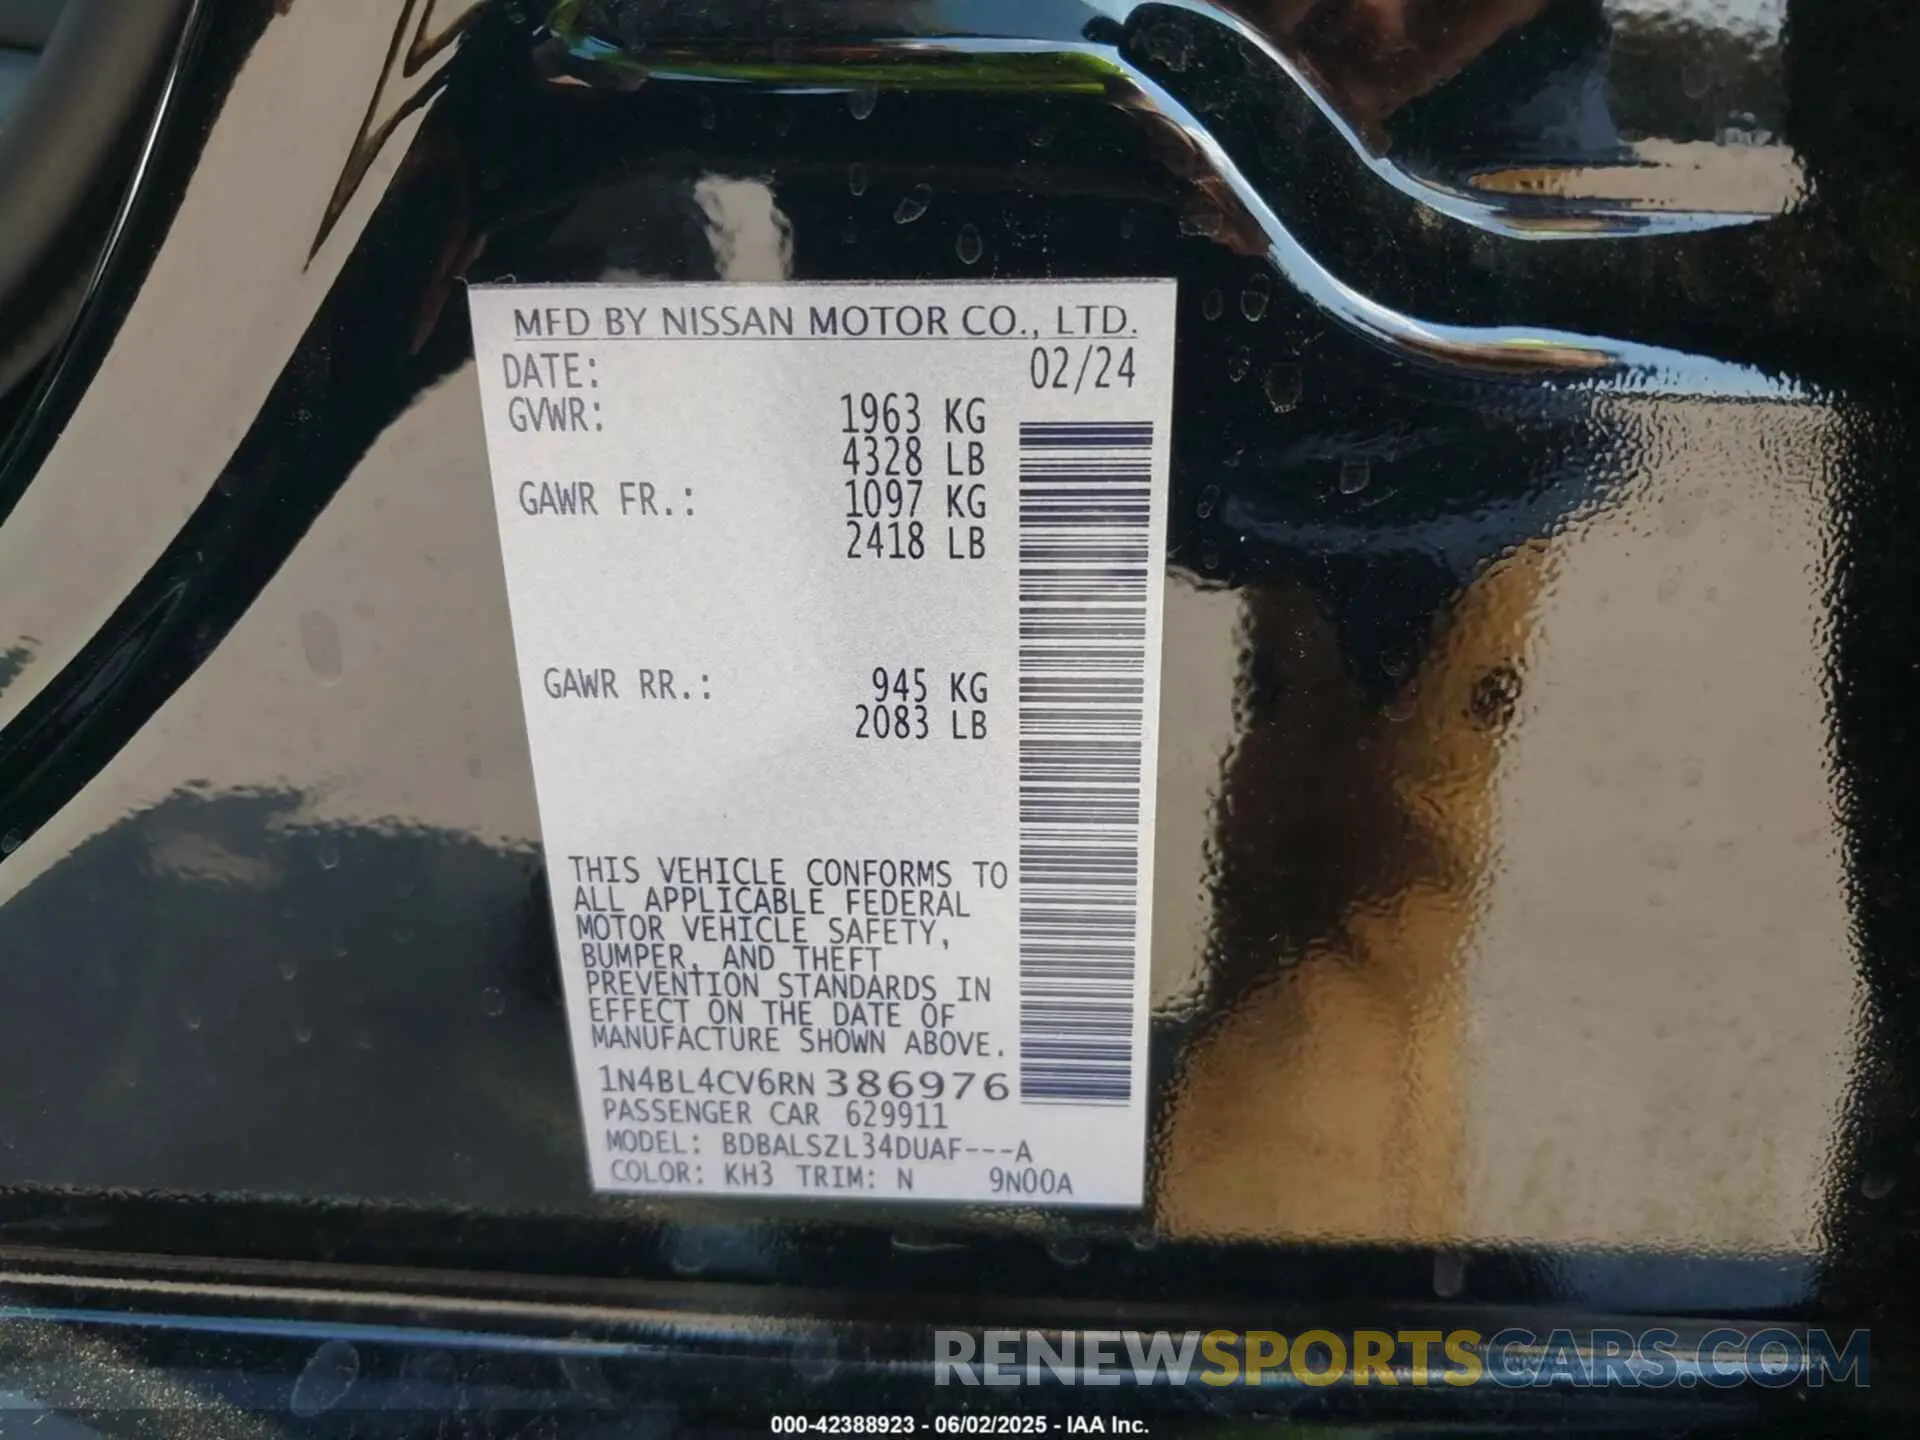 MFD BY NISSAN MOTOR CO., LTD.
DATE: 02/24
GVWR: 1963 KG
4328 LB
GAWR FR.: 1097 KG
2418 LB
GAWR RR.: 945 KG
2083 LB
THIS VEHICLE CONFORMS TO
ALL APPLICABLE FEDERAL
MOTOR VEHICLE SAFETY,
BUMPER, AND THEFT
PREVENTION STANDARDS IN
EFFECT ON THE DATE OF
MANUFACTURE SHOWN ABOVE.
1N4BL4CV6RN386976
PASSENGER CAR 629911
MODEL: BDBALSZL34DUAF---A
COLOR: KH3 TRIM: N 9N00A
RENEWSPORTSCARS.COM
000-42388923 - 06/02/2025 - IAA Inc.